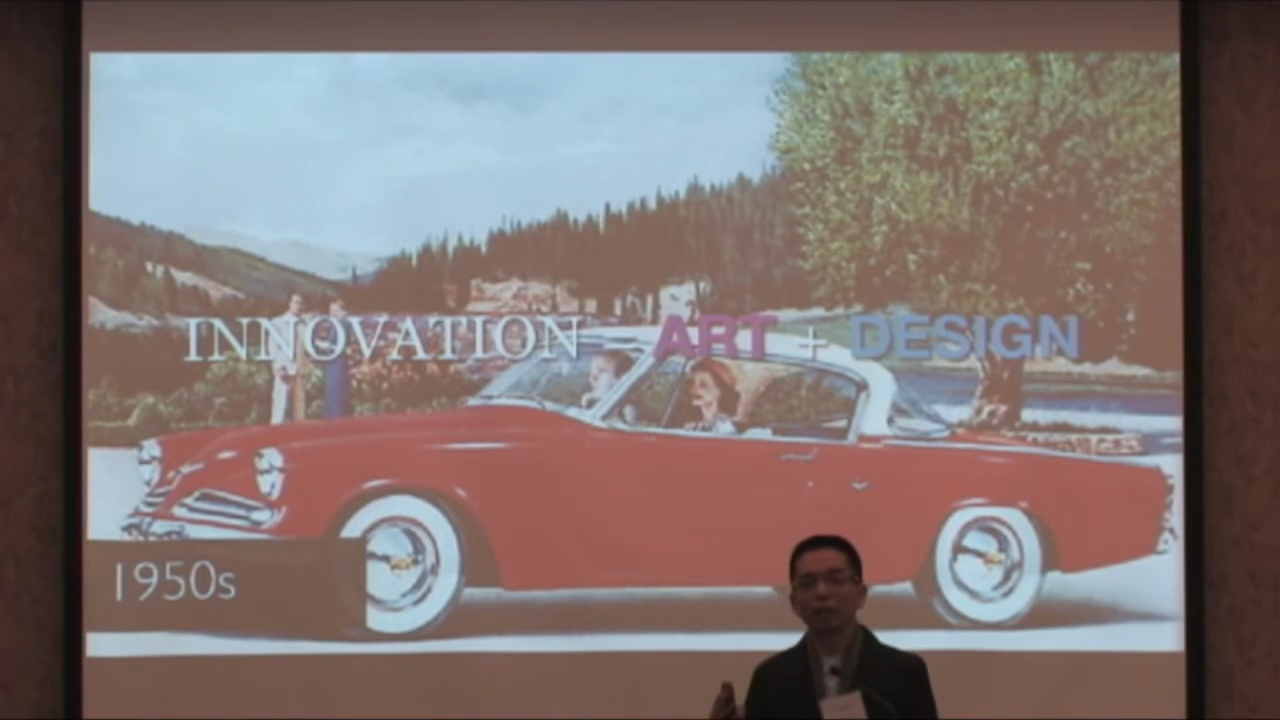 INNOVATION = ART + DESIGN
1950s